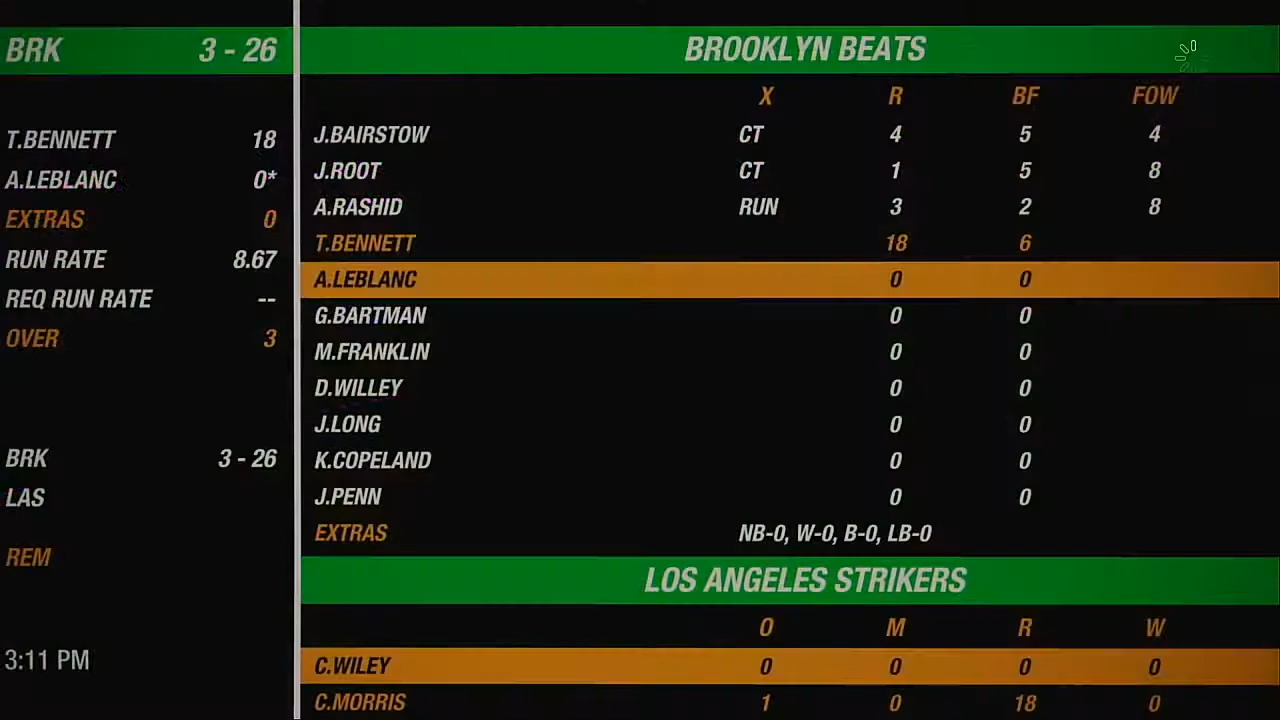 BRK 3 - 26
T.BENNETT 18
A.LEBLANC 0*
EXTRAS 0
RUN RATE 8.67
REQ RUN RATE --
OVER 3
BRK 3 - 26
LAS
REM
3:11 PM
BROOKLYN BEATS
X R BF FOW
J.BAIRSTOW CT 4 5 4
J.ROOT CT 1 5 8
A.RASHID RUN 3 2 8
T.BENNETT 18 6
A.LEBLANC 0 0
G.BARTMAN 0 0
M.FRANKLIN 0 0
D.WILLEY 0 0
J.LONG 0 0
K.COPELAND 0 0
J.PENN 0 0
EXTRAS NB-0, W-0, B-0, LB-0
LOS ANGELES STRIKERS
O M R W
C.WILEY 0 0 0 0
C.MORRIS 1 0 18 0